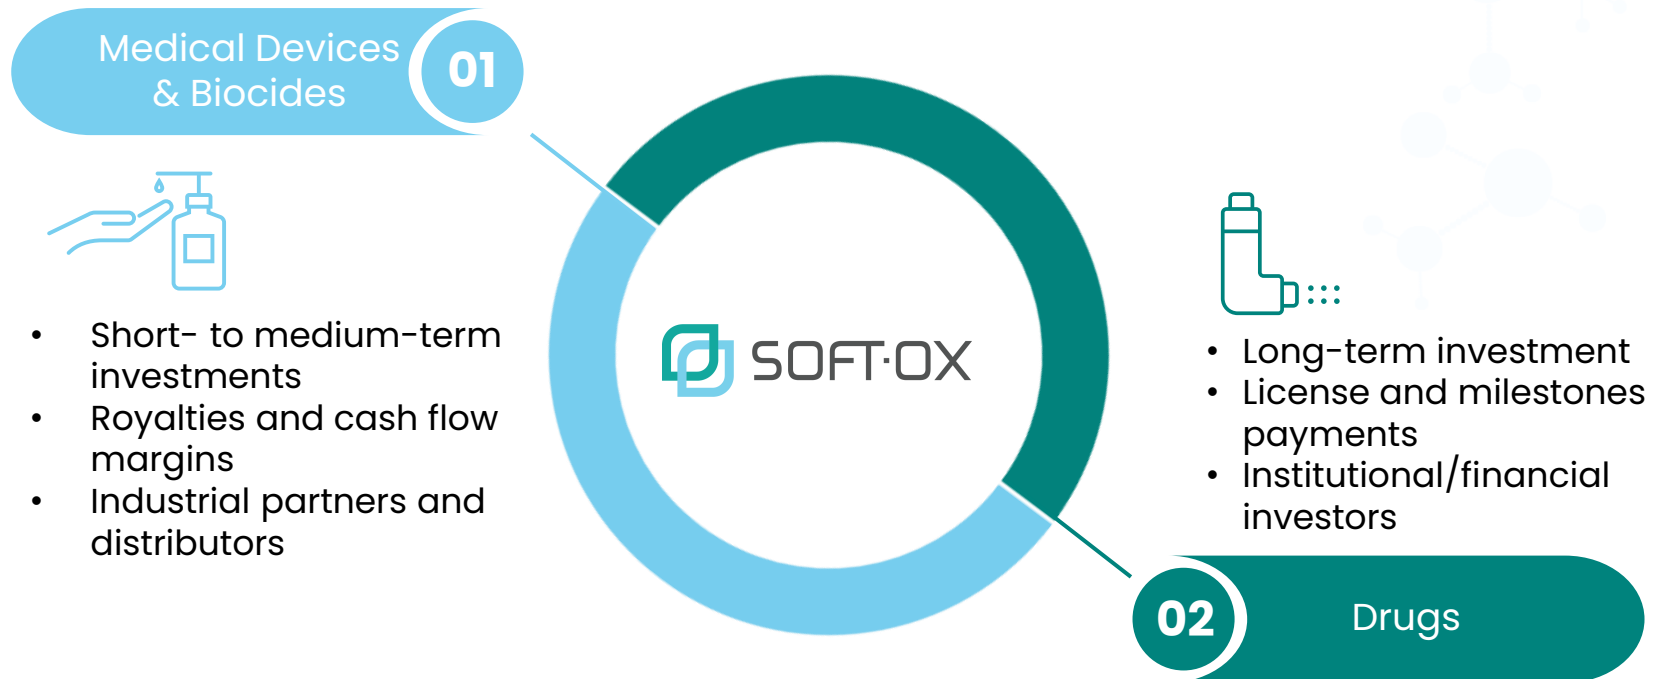 Medical Devices
& Biocides
01
• Short- to medium-term
investments
• Royalties and cash flow
margins
• Industrial partners and
distributors
SOFT·OX
• Long-term investment
• License and milestones
payments
• Institutional/financial
investors
02
Drugs